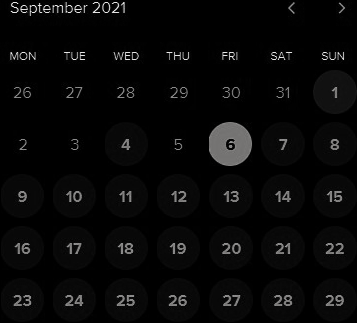 September 2021
MON TUE WED THU FRI SAT SUN
26 27 28 29 30 31 1
2 3 4 5 6 7 8
9 10 11 12 13 14 15
16 17 18 19 20 21 22
23 24 25 26 27 28 29